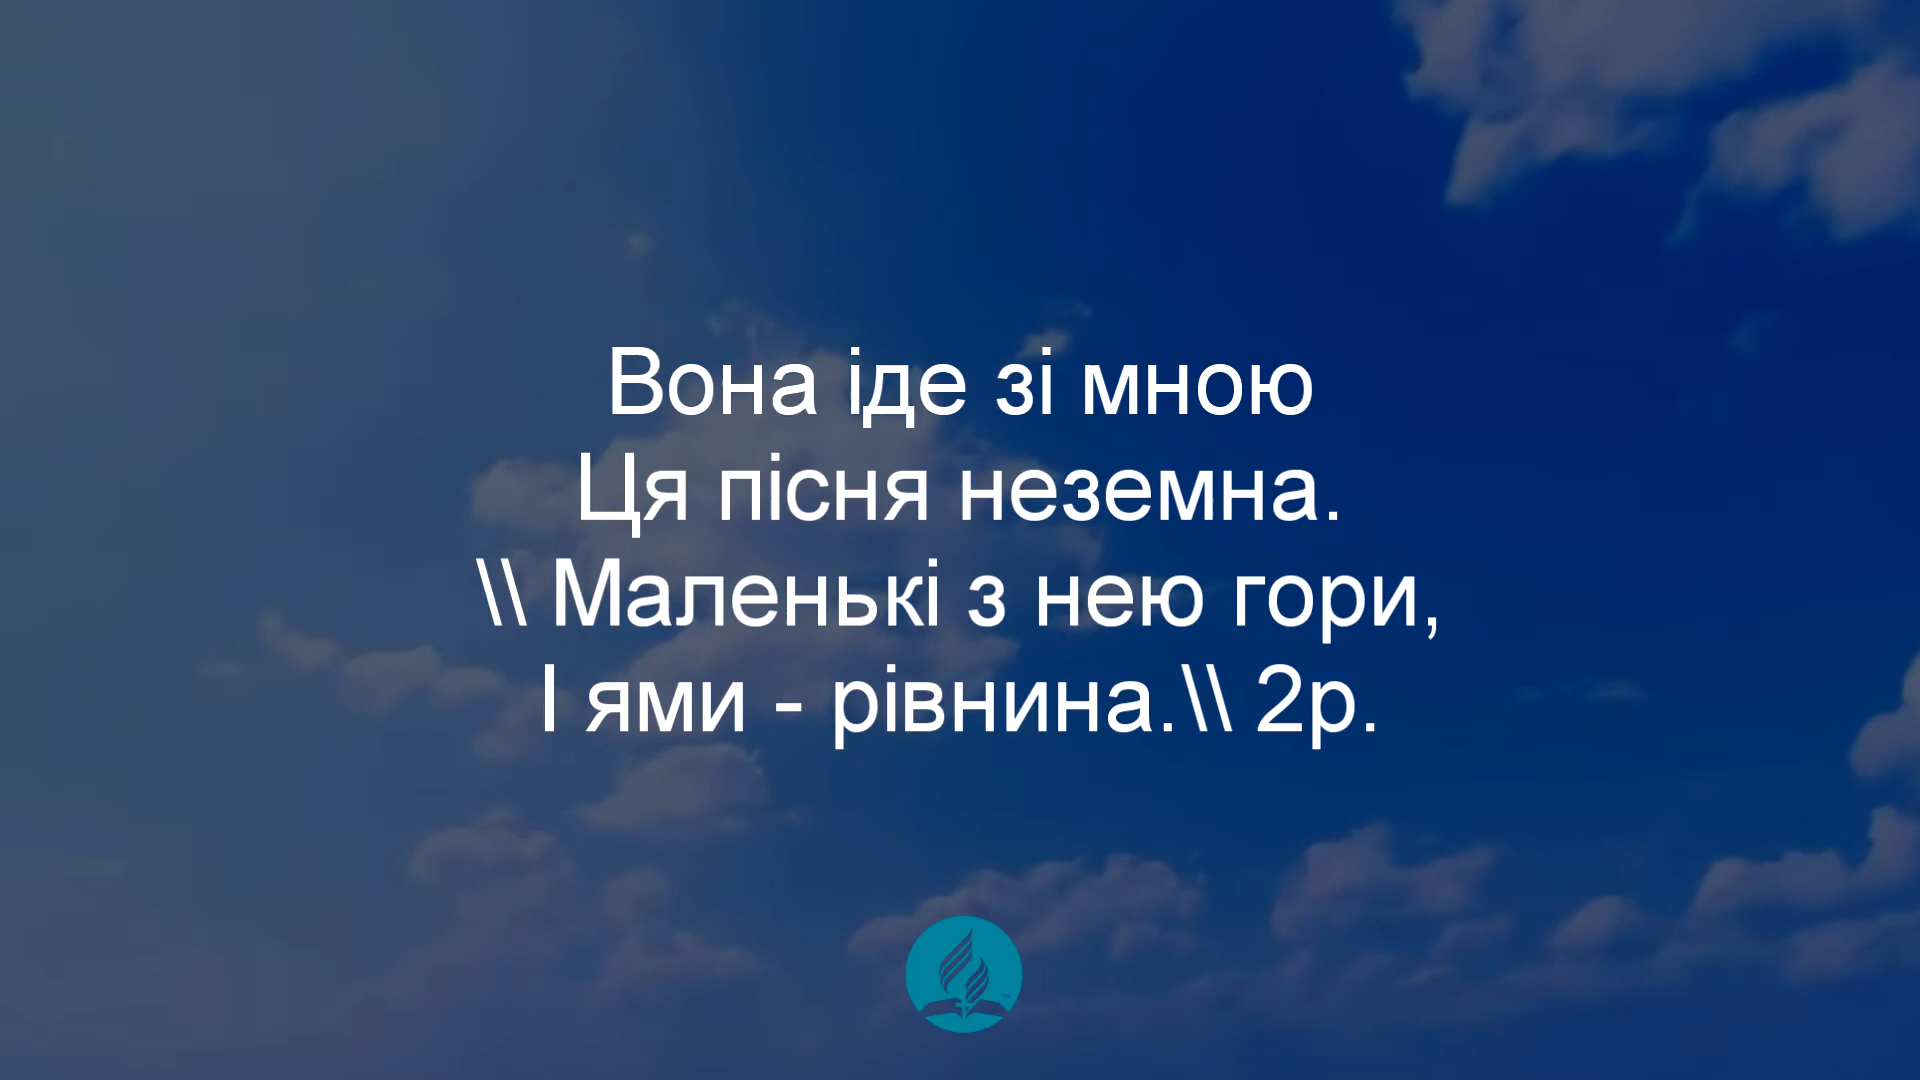 Вона іде зі мною
Ця пісня неземна.
\\ Маленькі з нею гори,
І ями - рівнина.\\ 2р.